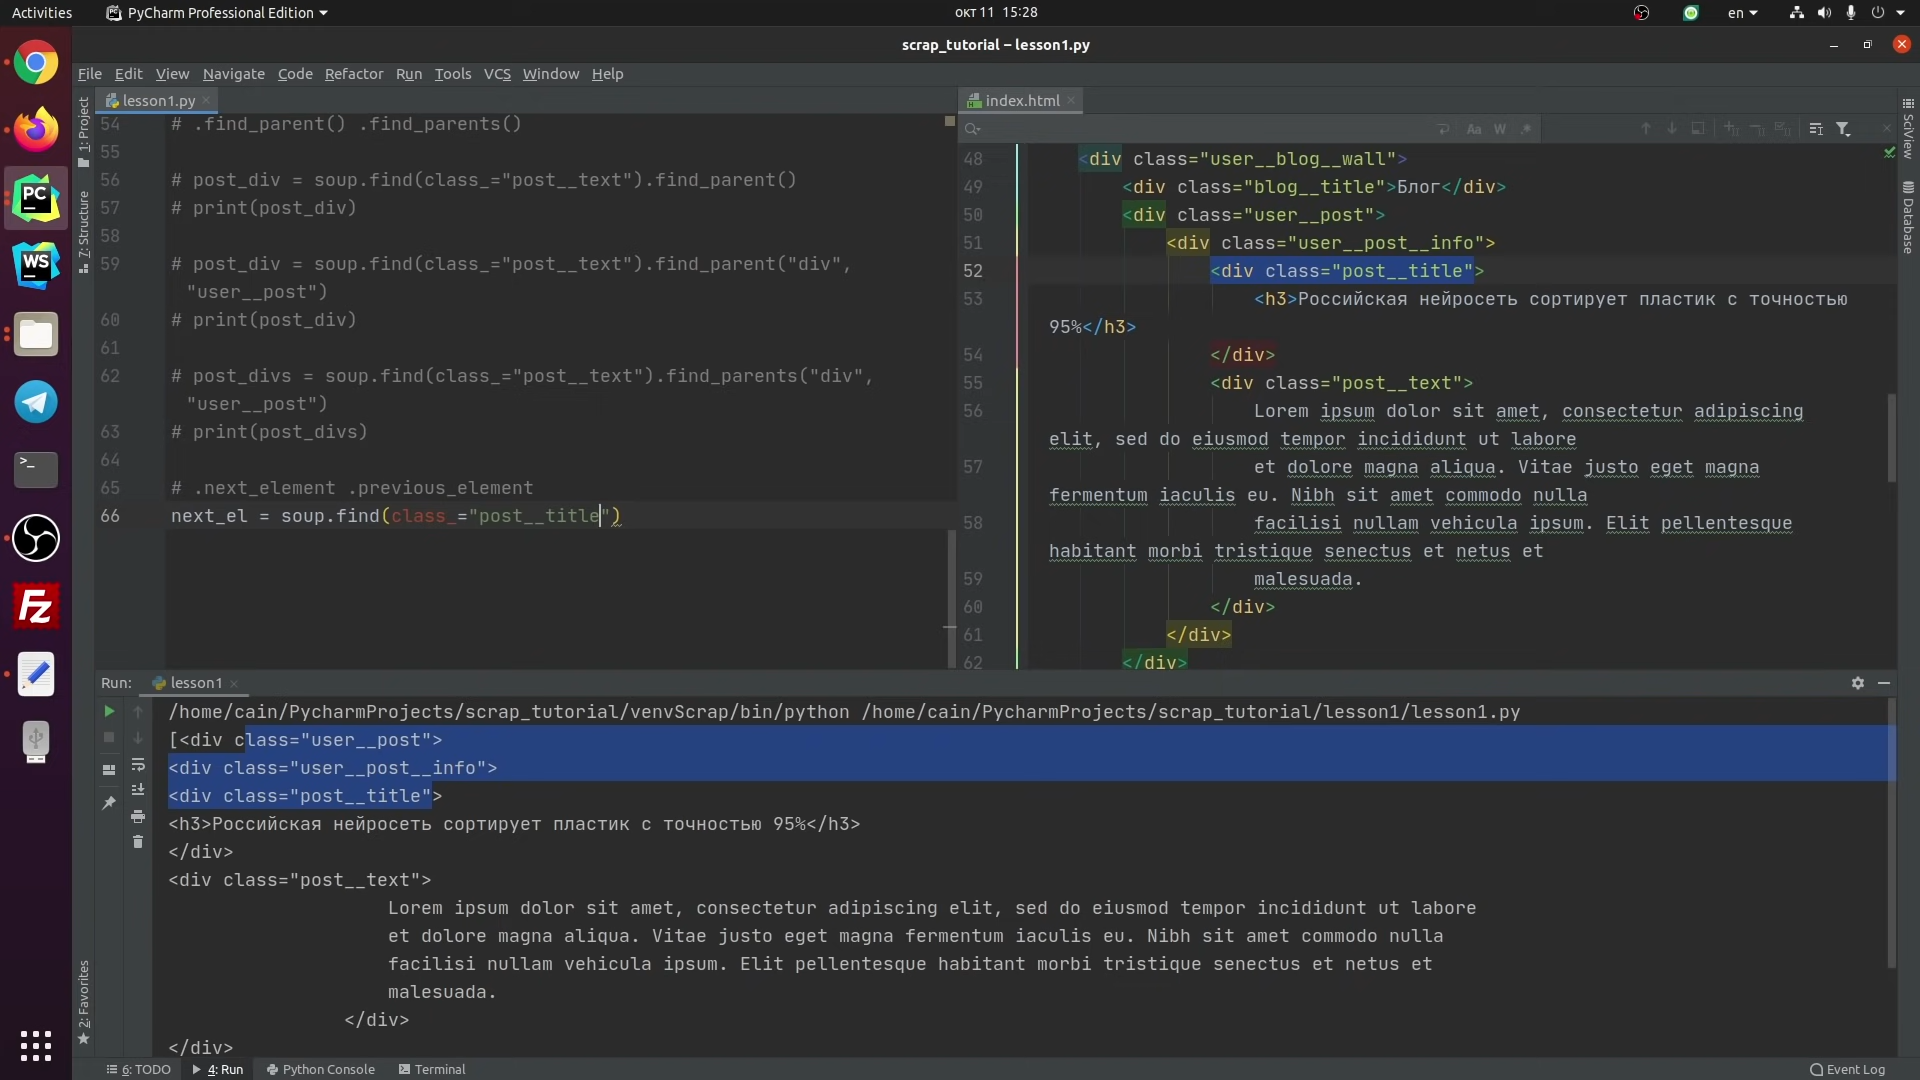 Activities
PyCharm Professional Edition
окт 11 15:28
en
scrap_tutorial – lesson1.py
File Edit View Navigate Code Refactor Run Tools VCS Window Help
lesson1.py
54 # .find_parent() .find_parents()
55
56 # post_div = soup.find(class_="post__text").find_parent()
57 # print(post_div)
58
59 # post_div = soup.find(class_="post__text").find_parent("div",
"user__post")
60 # print(post_div)
61
62 # post_divs = soup.find(class_="post__text").find_parents("div",
"user__post")
63 # print(post_divs)
64
65 # .next_element .previous_element
66 next_el = soup.find(class_="post__title")
index.html
Aa W .*
48 <div class="user__blog__wall">
49 <div class="blog__title">Блог</div>
50 <div class="user__post">
51 <div class="user__post__info">
52 <div class="post__title">
53 <h3>Российская нейросеть сортирует пластик с точностью
95%</h3>
54 </div>
55 <div class="post__text">
56 Lorem ipsum dolor sit amet, consectetur adipiscing
elit, sed do eiusmod tempor incididunt ut labore
57 et dolore magna aliqua. Vitae justo eget magna
fermentum iaculis eu. Nibh sit amet commodo nulla
58 facilisi nullam vehicula ipsum. Elit pellentesque
habitant morbi tristique senectus et netus et
59 malesuada.
60 </div>
61 </div>
62 </div>
1: Project
7: Structure
2: Favorites
SciView
Database
PC
WS
>_
Fz
Run: lesson1
/home/cain/PycharmProjects/scrap_tutorial/venvScrap/bin/python /home/cain/PycharmProjects/scrap_tutorial/lesson1/lesson1.py
[<div class="user__post">
<div class="user__post__info">
<div class="post__title">
<h3>Российская нейросеть сортирует пластик с точностью 95%</h3>
</div>
<div class="post__text">
Lorem ipsum dolor sit amet, consectetur adipiscing elit, sed do eiusmod tempor incididunt ut labore
et dolore magna aliqua. Vitae justo eget magna fermentum iaculis eu. Nibh sit amet commodo nulla
facilisi nullam vehicula ipsum. Elit pellentesque habitant morbi tristique senectus et netus et
malesuada.
</div>
</div>
6: TODO
4: Run
Python Console
Terminal
Event Log